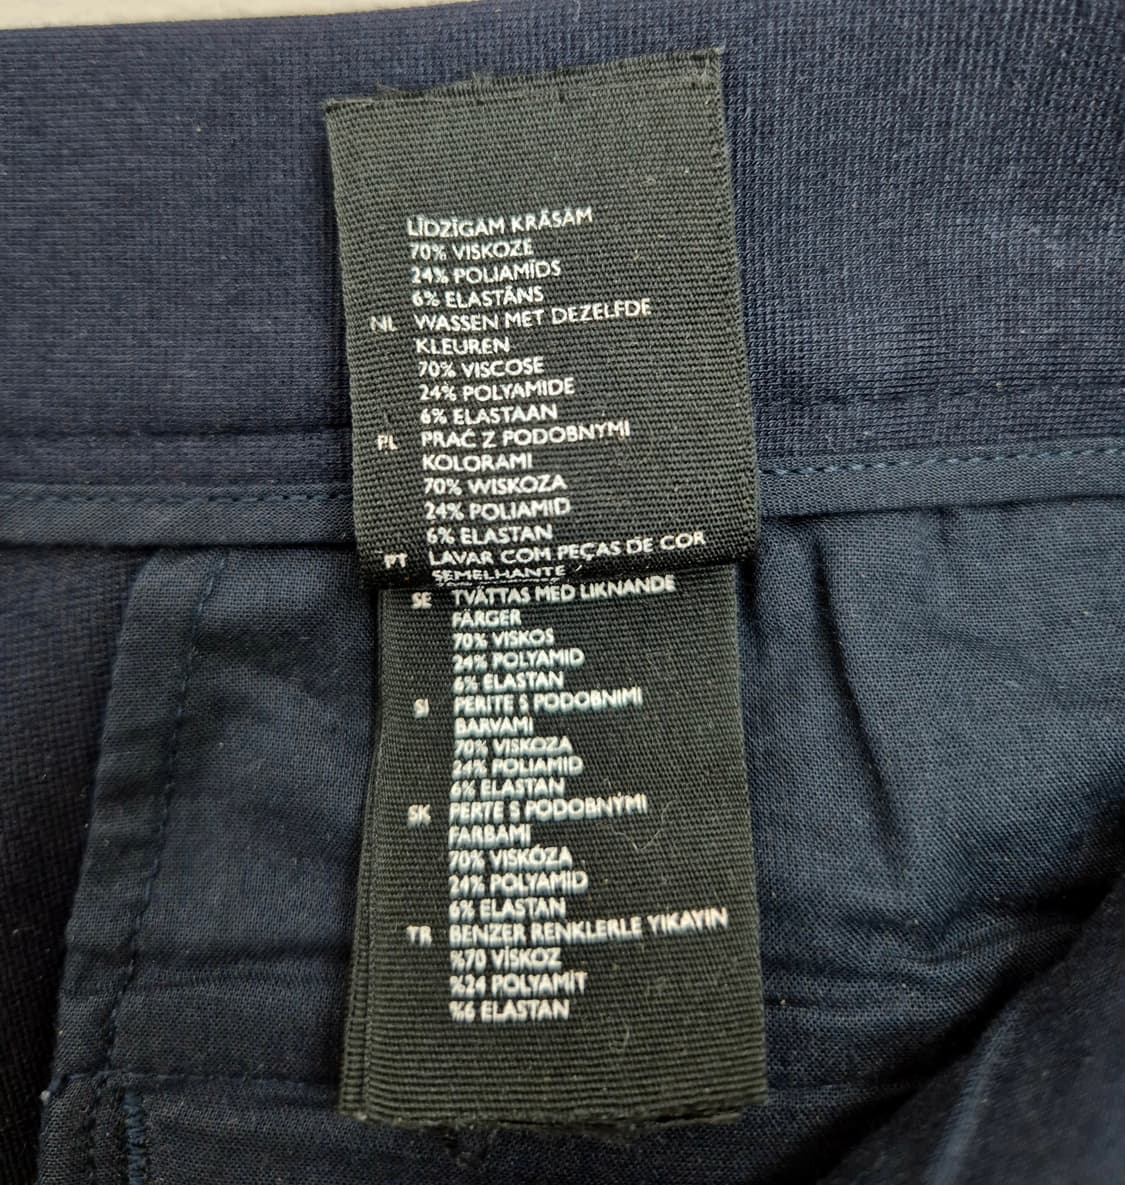 LĪDZĪGĀM KRĀSĀM
70% VISKOZE
24% POLIAMĪDS
6% ELASTĀNS
NL WASSEN MET DEZELFDE
KLEUREN
70% VISCOSE
24% POLYAMIDE
6% ELASTAAN
PL PRAĆ Z PODOBNYMI
KOLORAMI
70% WISKOZA
24% POLIAMID
6% ELASTAN
PT LAVAR COM PEÇAS DE COR
SEMELHANTE
SE TVÄTTAS MED LIKNANDE
FÄRGER
70% VISKOS
24% POLYAMID
6% ELASTAN
SI PERITE S PODOBNIMI
BARVAMI
70% VISKOZA
24% POLIAMID
6% ELASTAN
SK PERTE S PODOBNÝMI
FARBAMI
70% VISKÓZA
24% POLYAMID
6% ELASTAN
TR BENZER RENKLERLE YIKAYIN
%70 VİSKOZ
%24 POLYAMİT
%6 ELASTAN